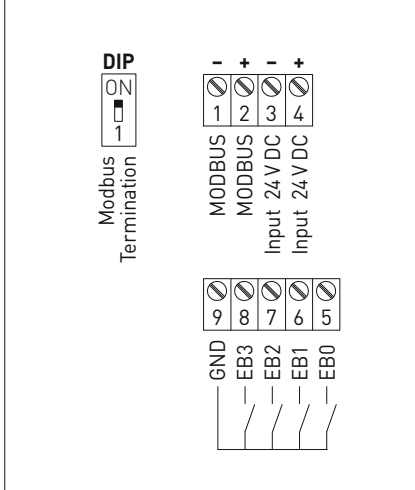 DIP
ON
1
Modbus
Termination
– + – +
1 2 3 4
MODBUS
MODBUS
Input 24 V DC
Input 24 V DC
9 8 7 6 5
GND
EB3
EB2
EB1
EB0